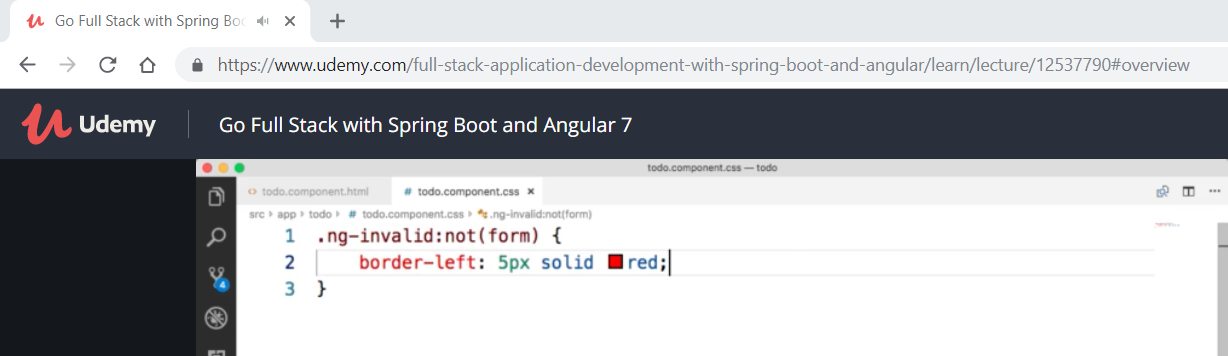 Go Full Stack with Spring Boo
https://www.udemy.com/full-stack-application-development-with-spring-boot-and-angular/learn/lecture/12537790#overview
Udemy Go Full Stack with Spring Boot and Angular 7
todo.component.css — todo
todo.component.html # todo.component.css
src › app › todo › # todo.component.css › .ng-invalid:not(form)
1 .ng-invalid:not(form) {
2 border-left: 5px solid red;
3 }
4